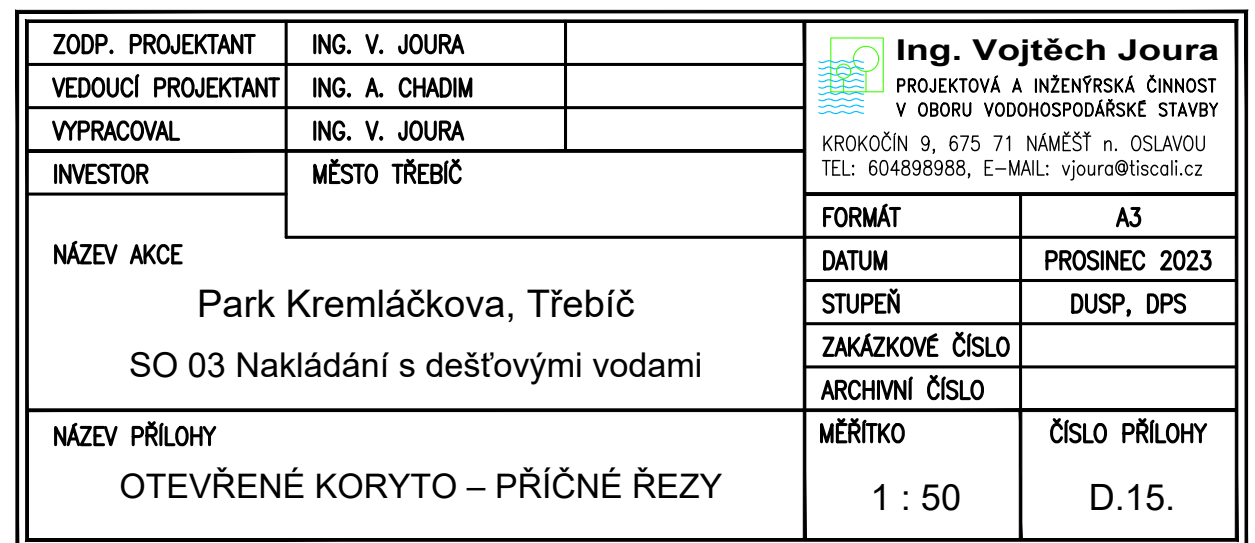 ZODP. PROJEKTANT ING. V. JOURA
VEDOUCÍ PROJEKTANT ING. A. CHADIM
VYPRACOVAL ING. V. JOURA
INVESTOR MĚSTO TŘEBÍČ
Ing. Vojtěch Joura
PROJEKTOVÁ A INŽENÝRSKÁ ČINNOST
V OBORU VODOHOSPODÁŘSKÉ STAVBY
KROKOČÍN 9, 675 71 NÁMĚŠŤ n. OSLAVOU
TEL: 604898988, E-MAIL: vjoura@tiscali.cz
NÁZEV AKCE
Park Kremláčkova, Třebíč
SO 03 Nakládání s dešťovými vodami
FORMÁT A3
DATUM PROSINEC 2023
STUPEŇ DUSP, DPS
ZAKÁZKOVÉ ČÍSLO
ARCHIVNÍ ČÍSLO
NÁZEV PŘÍLOHY
OTEVŘENÉ KORYTO – PŘÍČNÉ ŘEZY
MĚŘÍTKO
1 : 50
ČÍSLO PŘÍLOHY
D.15.